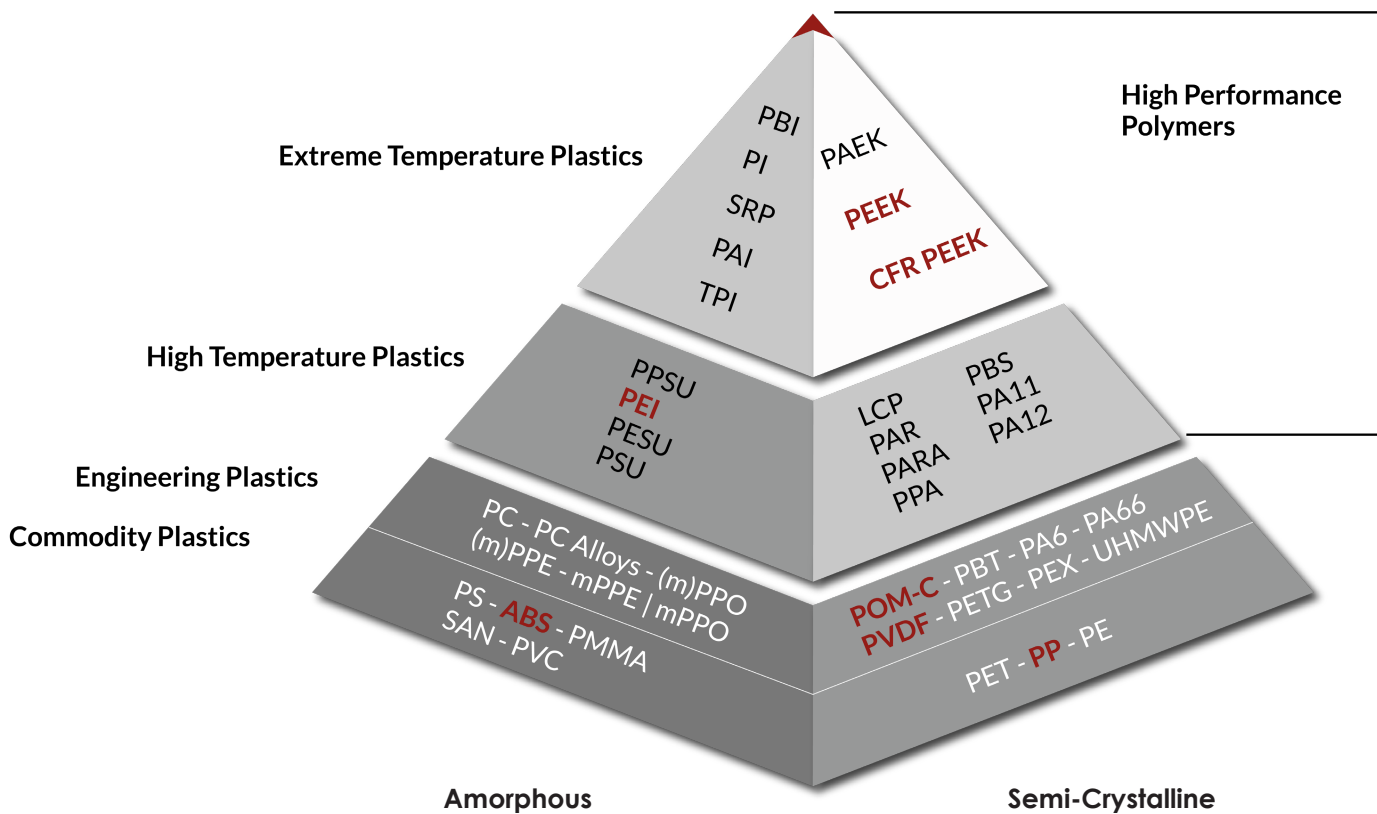 High Performance
Polymers
Extreme Temperature Plastics
PBI
PI
SRP
PAI
TPI
PAEK
PEEK
CFR PEEK
High Temperature Plastics
PPSU
PEI
PESU
PSU
LCP
PAR
PARA
PPA
PBS
PA11
PA12
Engineering Plastics
PC - PC Alloys - (m)PPO
(m)PPE - mPPE | mPPO
POM-C - PBT - PA6 - PA66
PVDF - PETG - PEX - UHMWPE
Commodity Plastics
PS - ABS - PMMA
SAN - PVC
PET - PP - PE
Amorphous
Semi-Crystalline